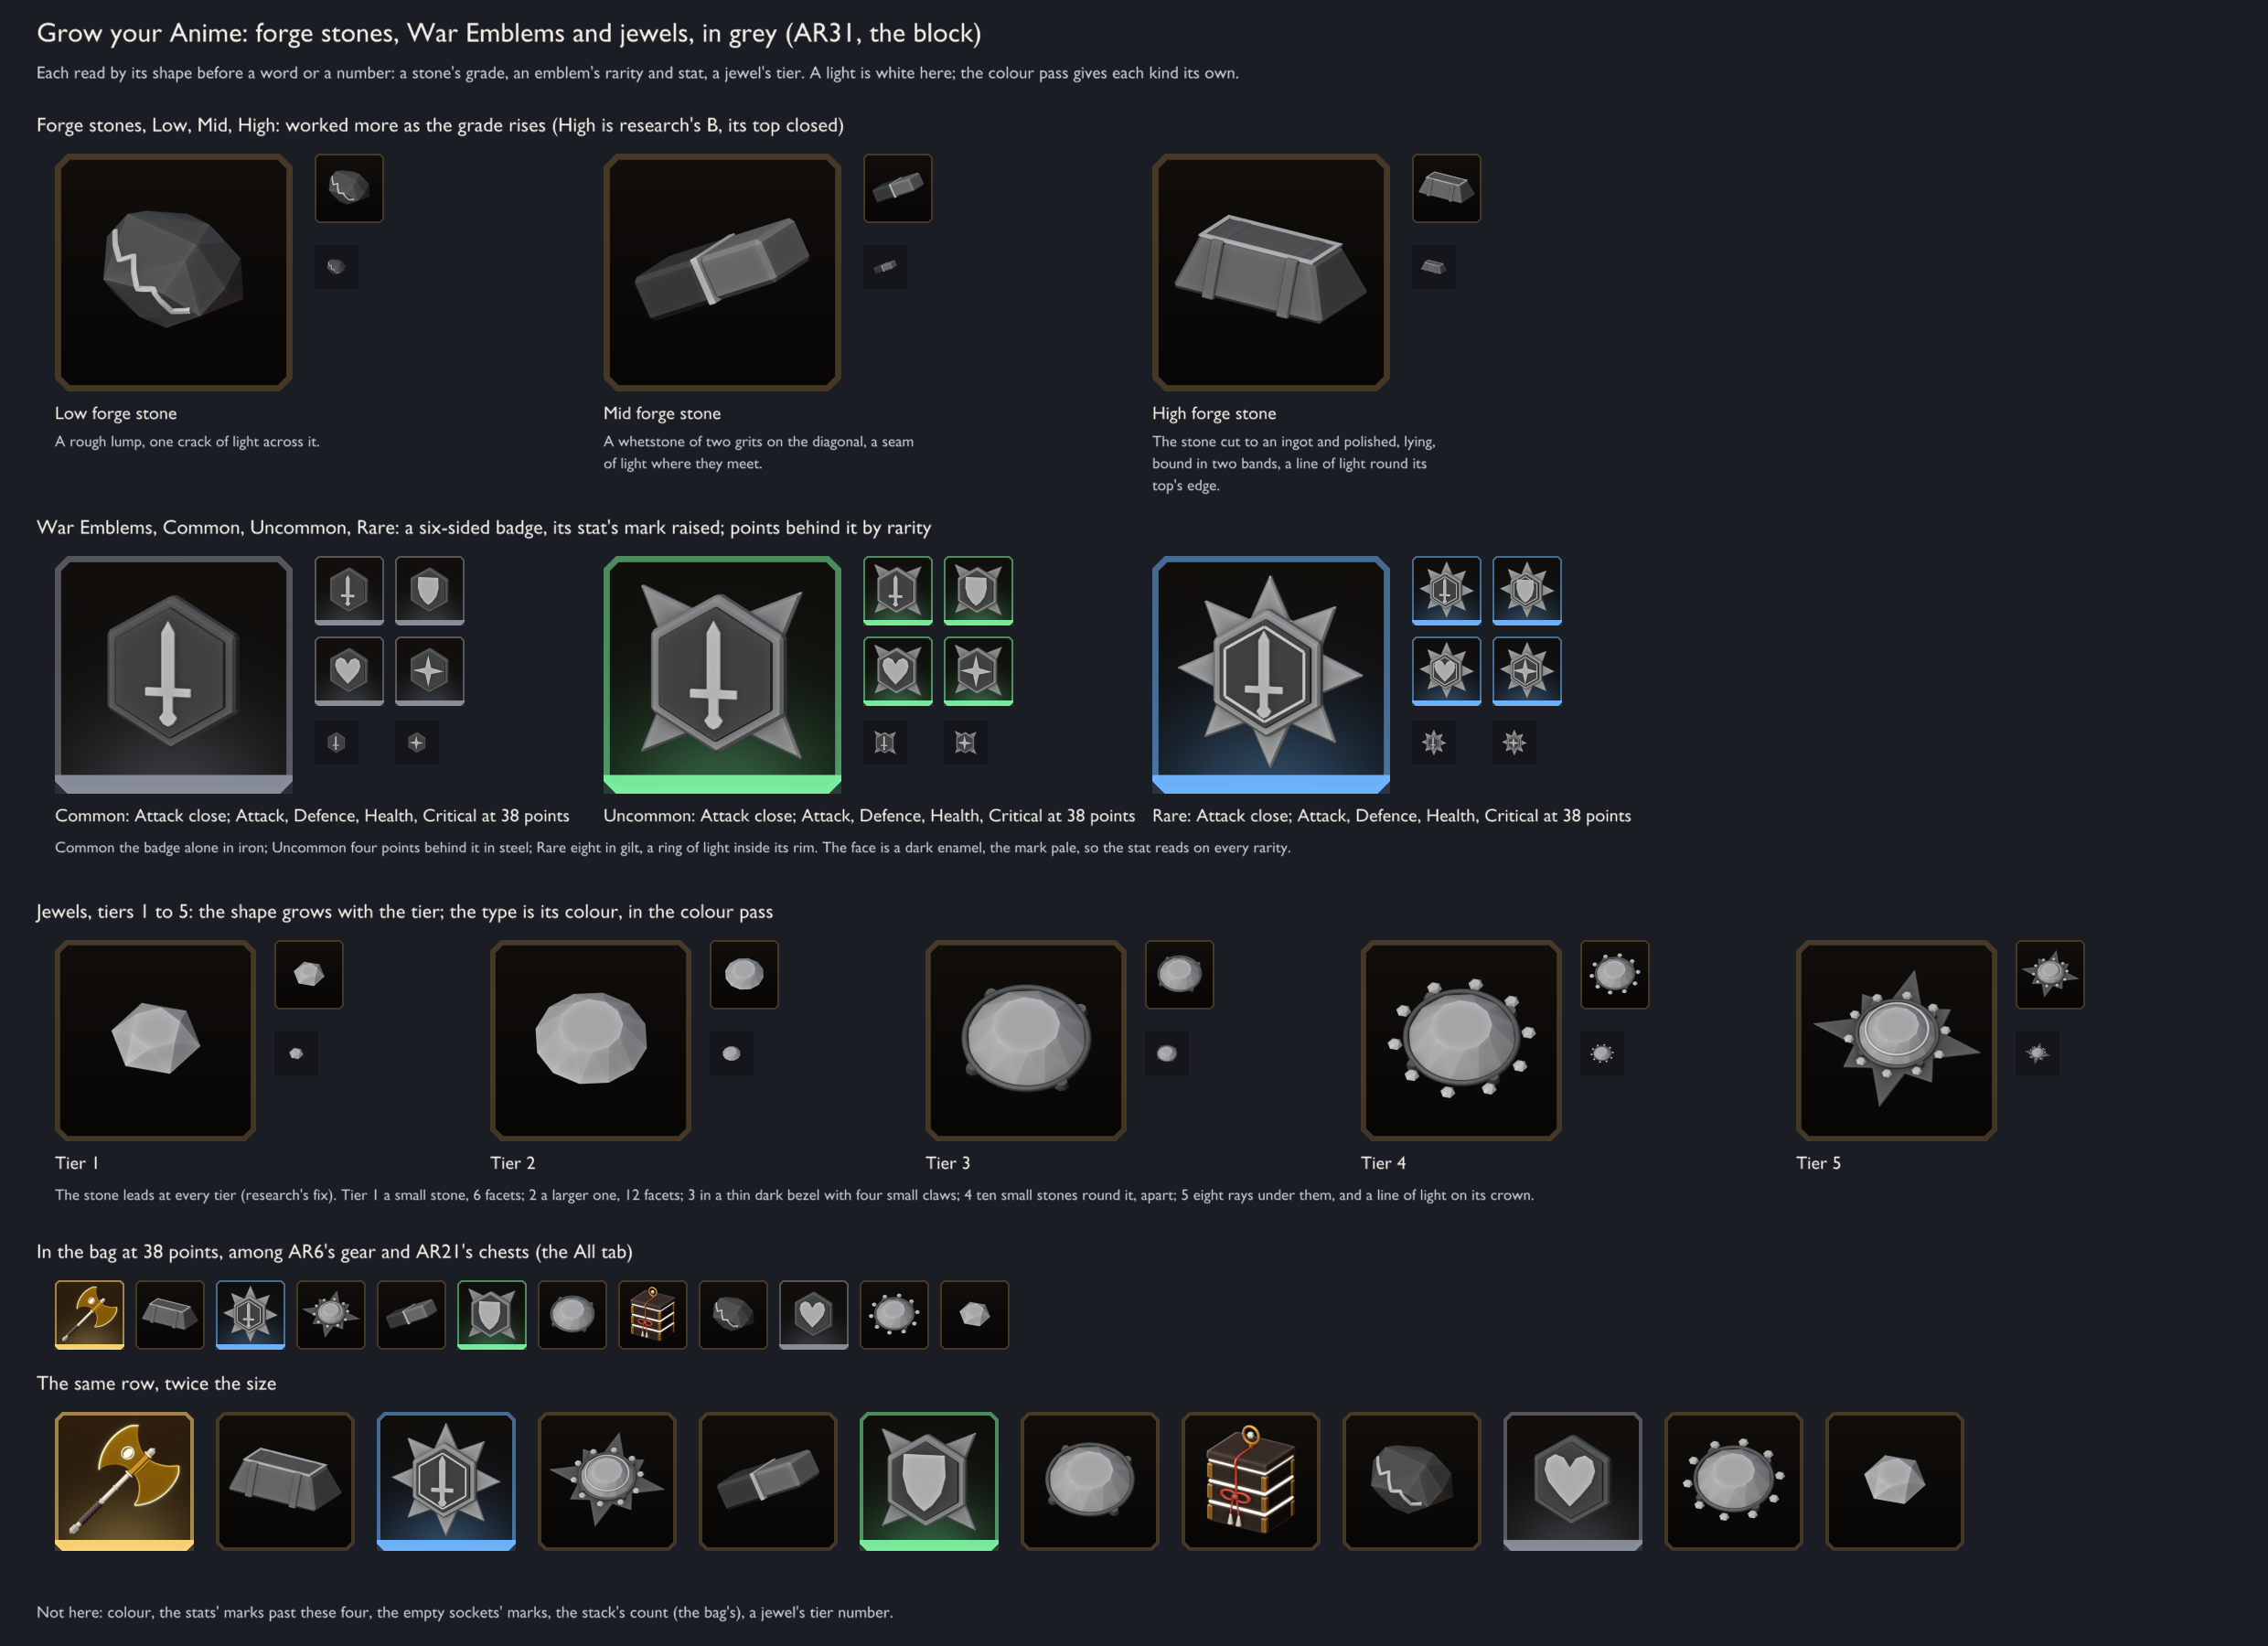 Grow your Anime: forge stones, War Emblems and jewels, in grey (AR31, the block)
Each read by its shape before a word or a number: a stone's grade, an emblem's rarity and stat, a jewel's tier. A light is white here; the colour pass gives each kind its own.
Forge stones, Low, Mid, High: worked more as the grade rises (High is research's B, its top closed)
Low forge stone
A rough lump, one crack of light across it.
Mid forge stone
A whetstone of two grits on the diagonal, a seam
of light where they meet.
High forge stone
The stone cut to an ingot and polished, lying,
bound in two bands, a line of light round its
top's edge.
War Emblems, Common, Uncommon, Rare: a six-sided badge, its stat's mark raised; points behind it by rarity
Common: Attack close; Attack, Defence, Health, Critical at 38 points
Uncommon: Attack close; Attack, Defence, Health, Critical at 38 points
Rare: Attack close; Attack, Defence, Health, Critical at 38 points
Common the badge alone in iron; Uncommon four points behind it in steel; Rare eight in gilt, a ring of light inside its rim. The face is a dark enamel, the mark pale, so the stat reads on every rarity.
Jewels, tiers 1 to 5: the shape grows with the tier; the type is its colour, in the colour pass
Tier 1
Tier 2
Tier 3
Tier 4
Tier 5
The stone leads at every tier (research's fix). Tier 1 a small stone, 6 facets; 2 a larger one, 12 facets; 3 in a thin dark bezel with four small claws; 4 ten small stones round it, apart; 5 eight rays under them, and a line of light on its crown.
In the bag at 38 points, among AR6's gear and AR21's chests (the All tab)
The same row, twice the size
Not here: colour, the stats' marks past these four, the empty sockets' marks, the stack's count (the bag's), a jewel's tier number.